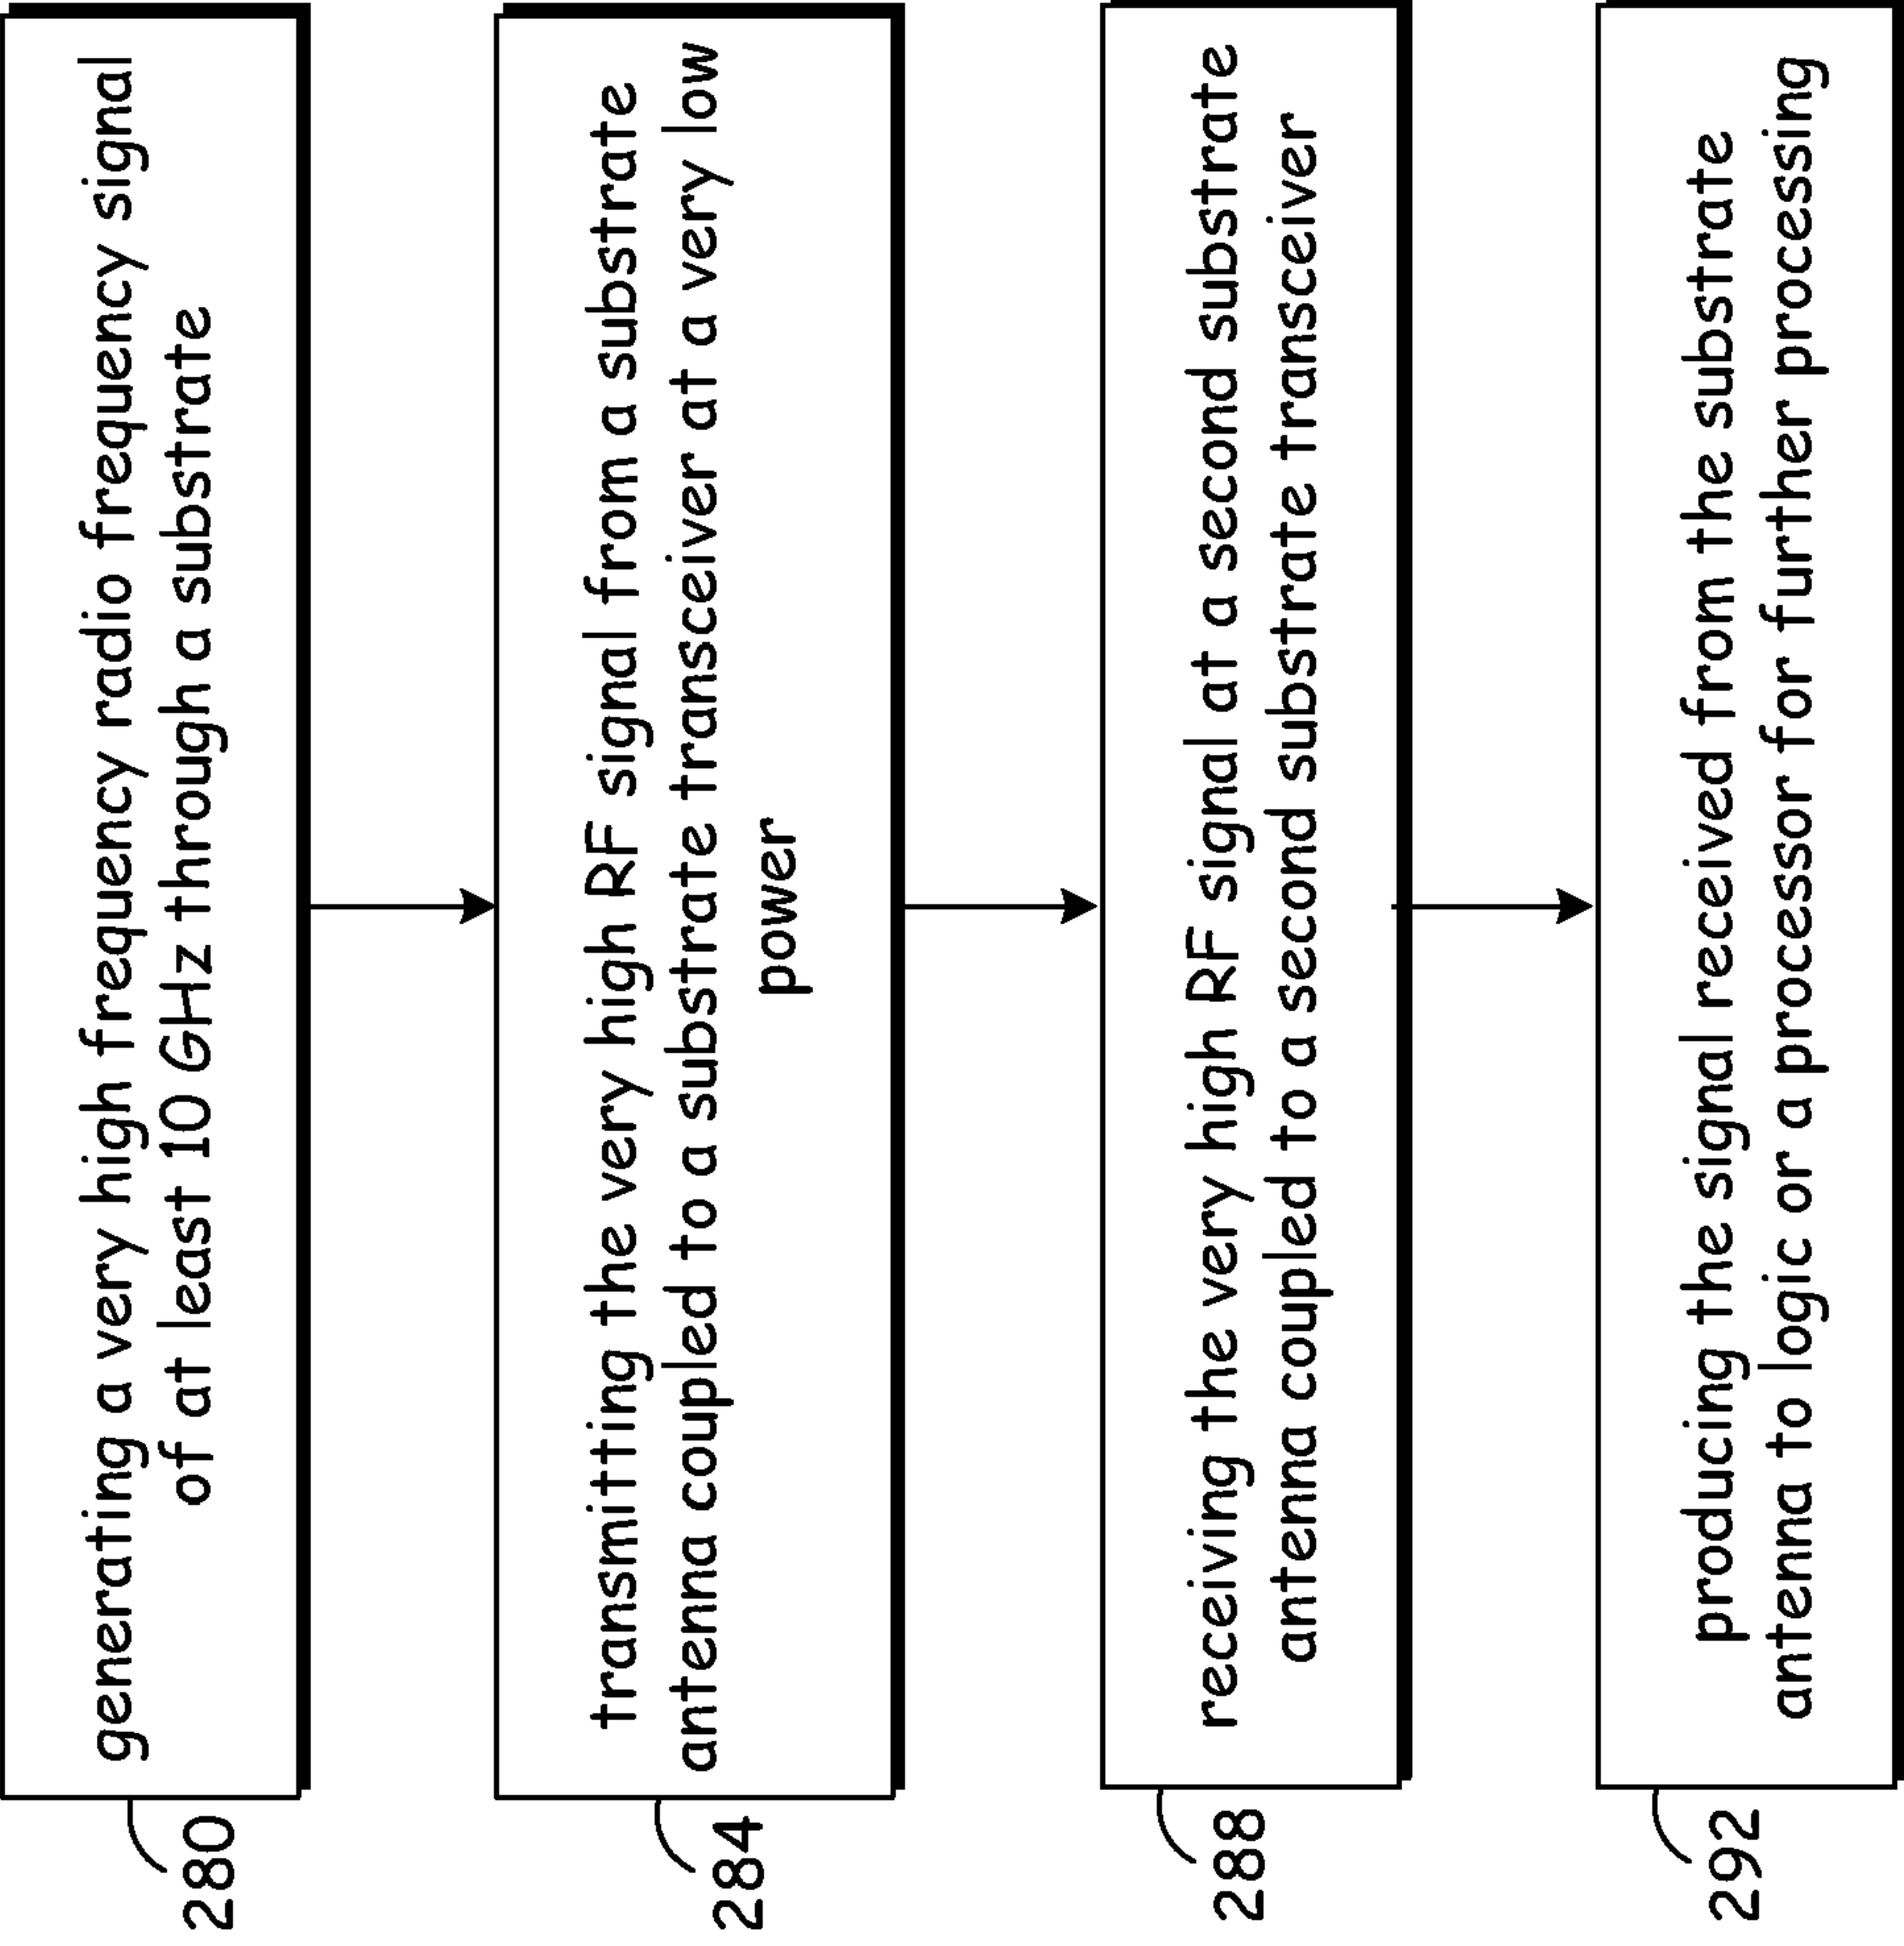 280
generating a very high frequency radio frequency signal
of at least 10 GHz through a substrate
284
transmitting the very high RF signal from a substrate
antenna coupled to a substrate transceiver at a very low
power
288
receiving the very high RF signal at a second substrate
antenna coupled to a second substrate transceiver
292
producing the signal received from the substrate
antenna to logic or a processor for further processing